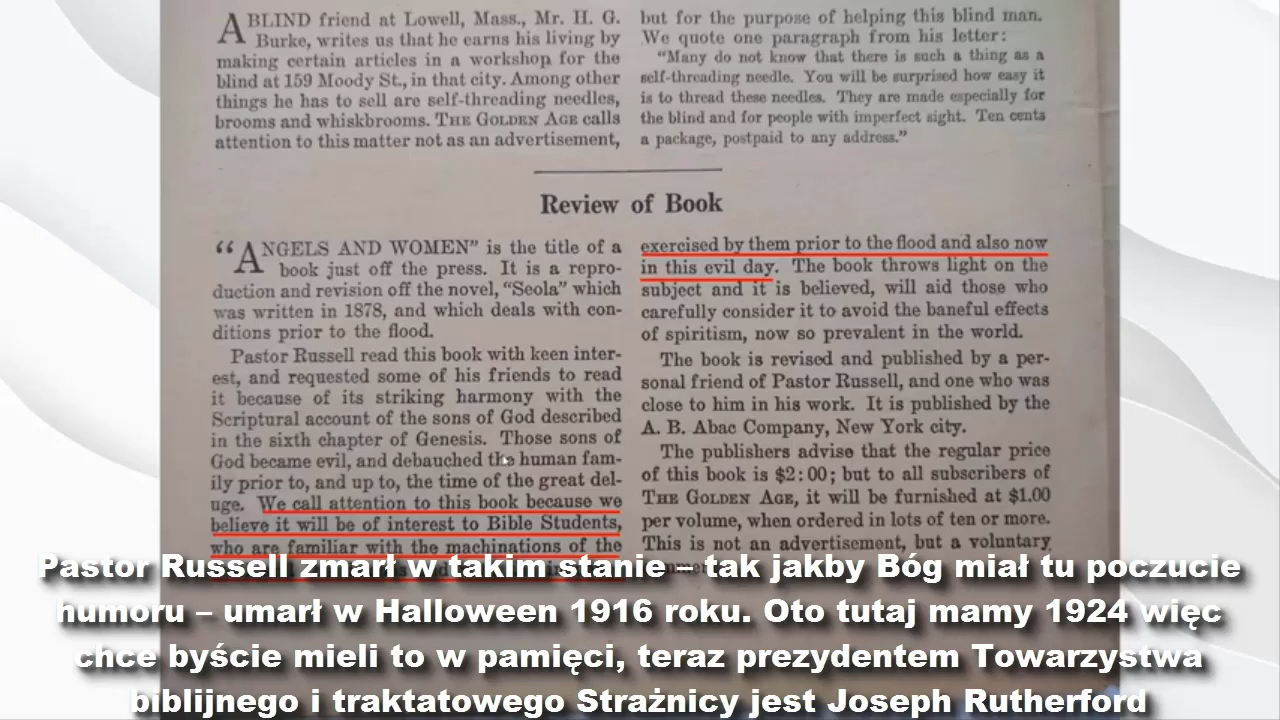 A BLIND friend at Lowell, Mass., Mr. H. G.
Burke, writes us that he earns his living by
making certain articles in a workshop for the
blind at 159 Moody St., in that city. Among other
things he has to sell are self-threading needles,
brooms and whiskbrooms. THE GOLDEN AGE calls
attention to this matter not as an advertisement,
but for the purpose of helping this blind man.
We quote one paragraph from his letter:
“Many do not know that there is such a thing as a
self-threading needle. You will be surprised how easy it
is to thread these needles. They are made especially for
the blind and for people with imperfect sight. Ten cents
a package, postpaid to any address.”
Review of Book
“ANGELS AND WOMEN” is the title of a
book just off the press. It is a repro-
duction and revision off the novel, “Seola” which
was written in 1878, and which deals with con-
ditions prior to the flood.
Pastor Russell read this book with keen inter-
est, and requested some of his friends to read
it because of its striking harmony with the
Scriptural account of the sons of God described
in the sixth chapter of Genesis. Those sons of
God became evil, and debauched the human fam-
ily prior to, and up to, the time of the great del-
uge. We call attention to this book because we
believe it will be of interest to Bible Students,
who are familiar with the machinations of the
exercised by them prior to the flood and also now
in this evil day. The book throws light on the
subject and it is believed, will aid those who
carefully consider it to avoid the baneful effects
of spiritism, now so prevalent in the world.
The book is revised and published by a per-
sonal friend of Pastor Russell, and one who was
close to him in his work. It is published by the
A. B. Abac Company, New York city.
The publishers advise that the regular price
of this book is $2:00; but to all subscribers of
THE GOLDEN AGE, it will be furnished at $1.00
per volume, when ordered in lots of ten or more.
This is not an advertisement, but a voluntary
Pastor Russell zmarł w takim stanie – tak jakby Bóg miał tu poczucie
humoru – umarł w Halloween 1916 roku. Oto tutaj mamy 1924 więc
chce byście mieli to w pamięci, teraz prezydentem Towarzystwa
biblijnego i traktatowego Strażnicy jest Joseph Rutherford